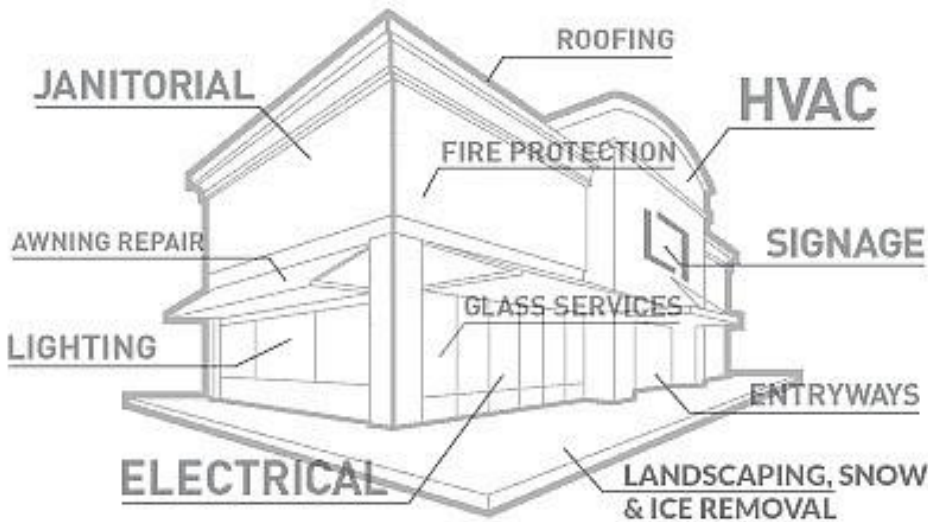 ROOFING
JANITORIAL
HVAC
FIRE PROTECTION
AWNING REPAIR
SIGNAGE
GLASS SERVICES
LIGHTING
ENTRYWAYS
ELECTRICAL
LANDSCAPING, SNOW
& ICE REMOVAL